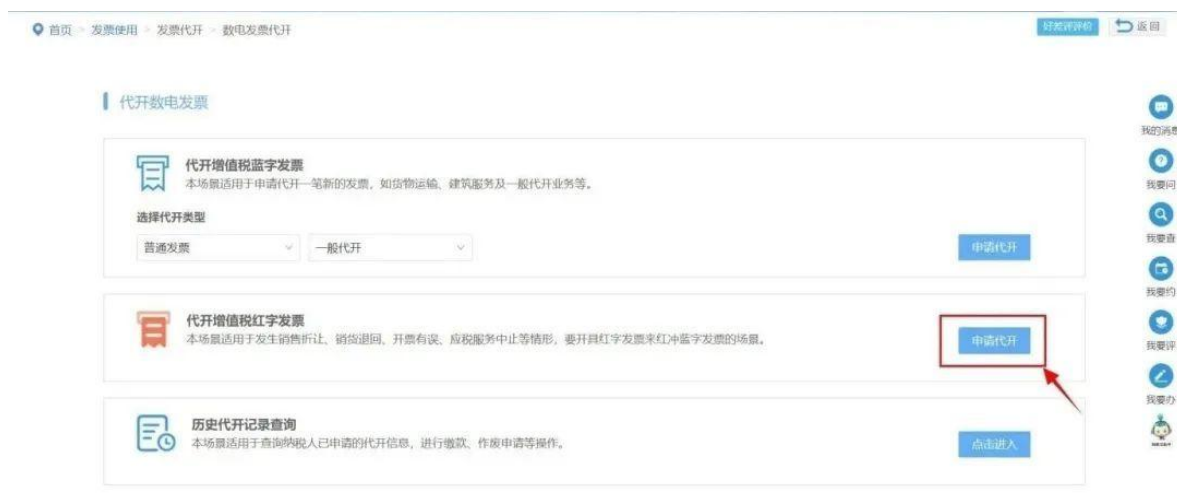 首页 > 发票使用 > 发票代开 > 数电发票代开
好差评评价
返回
代开数电发票
代开增值税蓝字发票
本场景适用于申请代开一笔新的发票，如货物运输、建筑服务及一般代开业务等。
选择代开类型
普通发票
一般代开
申请代开
代开增值税红字发票
本场景适用于发生销售折让、销货退回、开票有误、应税服务中止等情形，要开具红字发票来红冲蓝字发票的场景。
申请代开
历史代开记录查询
本场景适用于查询纳税人已申请的代开信息，进行缴款、作废申请等操作。
点击进入
我的消息
我要问
我要查
我要约
我要评
我要办